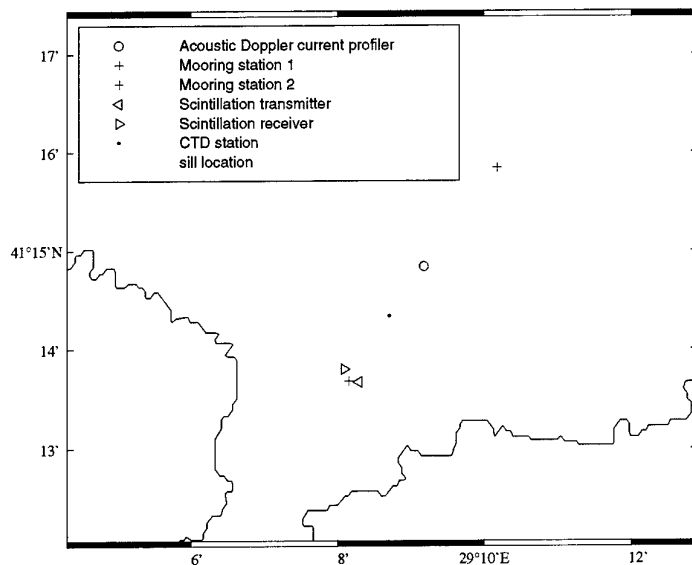 Acoustic Doppler current profiler
Mooring station 1
Mooring station 2
Scintillation transmitter
Scintillation receiver
CTD station
sill location
17'
16'
41°15'N
14'
13'
6'
8'
29°10'E
12'